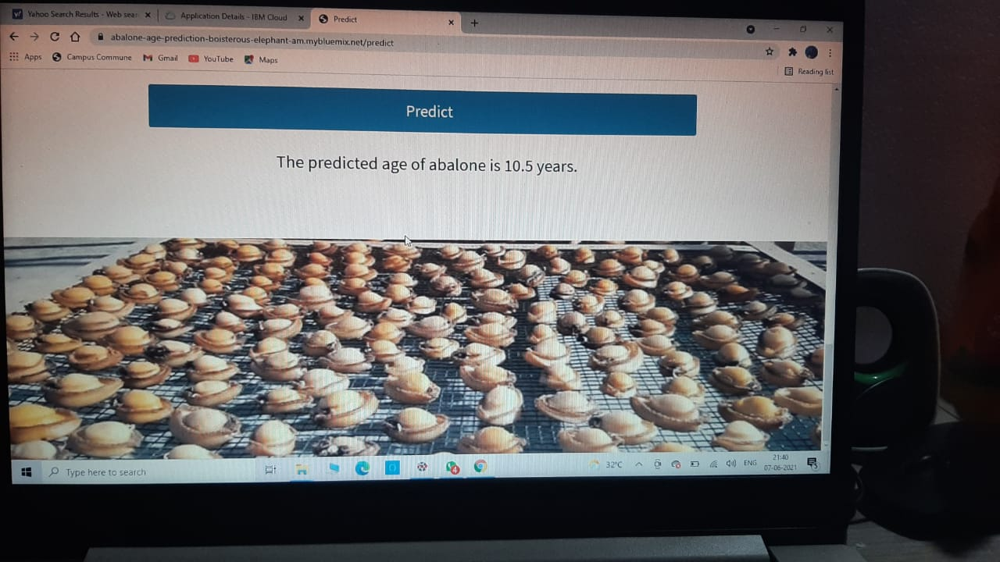 Yahoo Search Results - Web sear
Application Details - IBM Cloud
Predict
abalone-age-prediction-boisterous-elephant-am.mybluemix.net/predict
Apps
Campus Commune
Gmail
YouTube
Maps
Reading list
Predict
The predicted age of abalone is 10.5 years.
Type here to search
4
32°C
ENG
21:40
07-06-2021